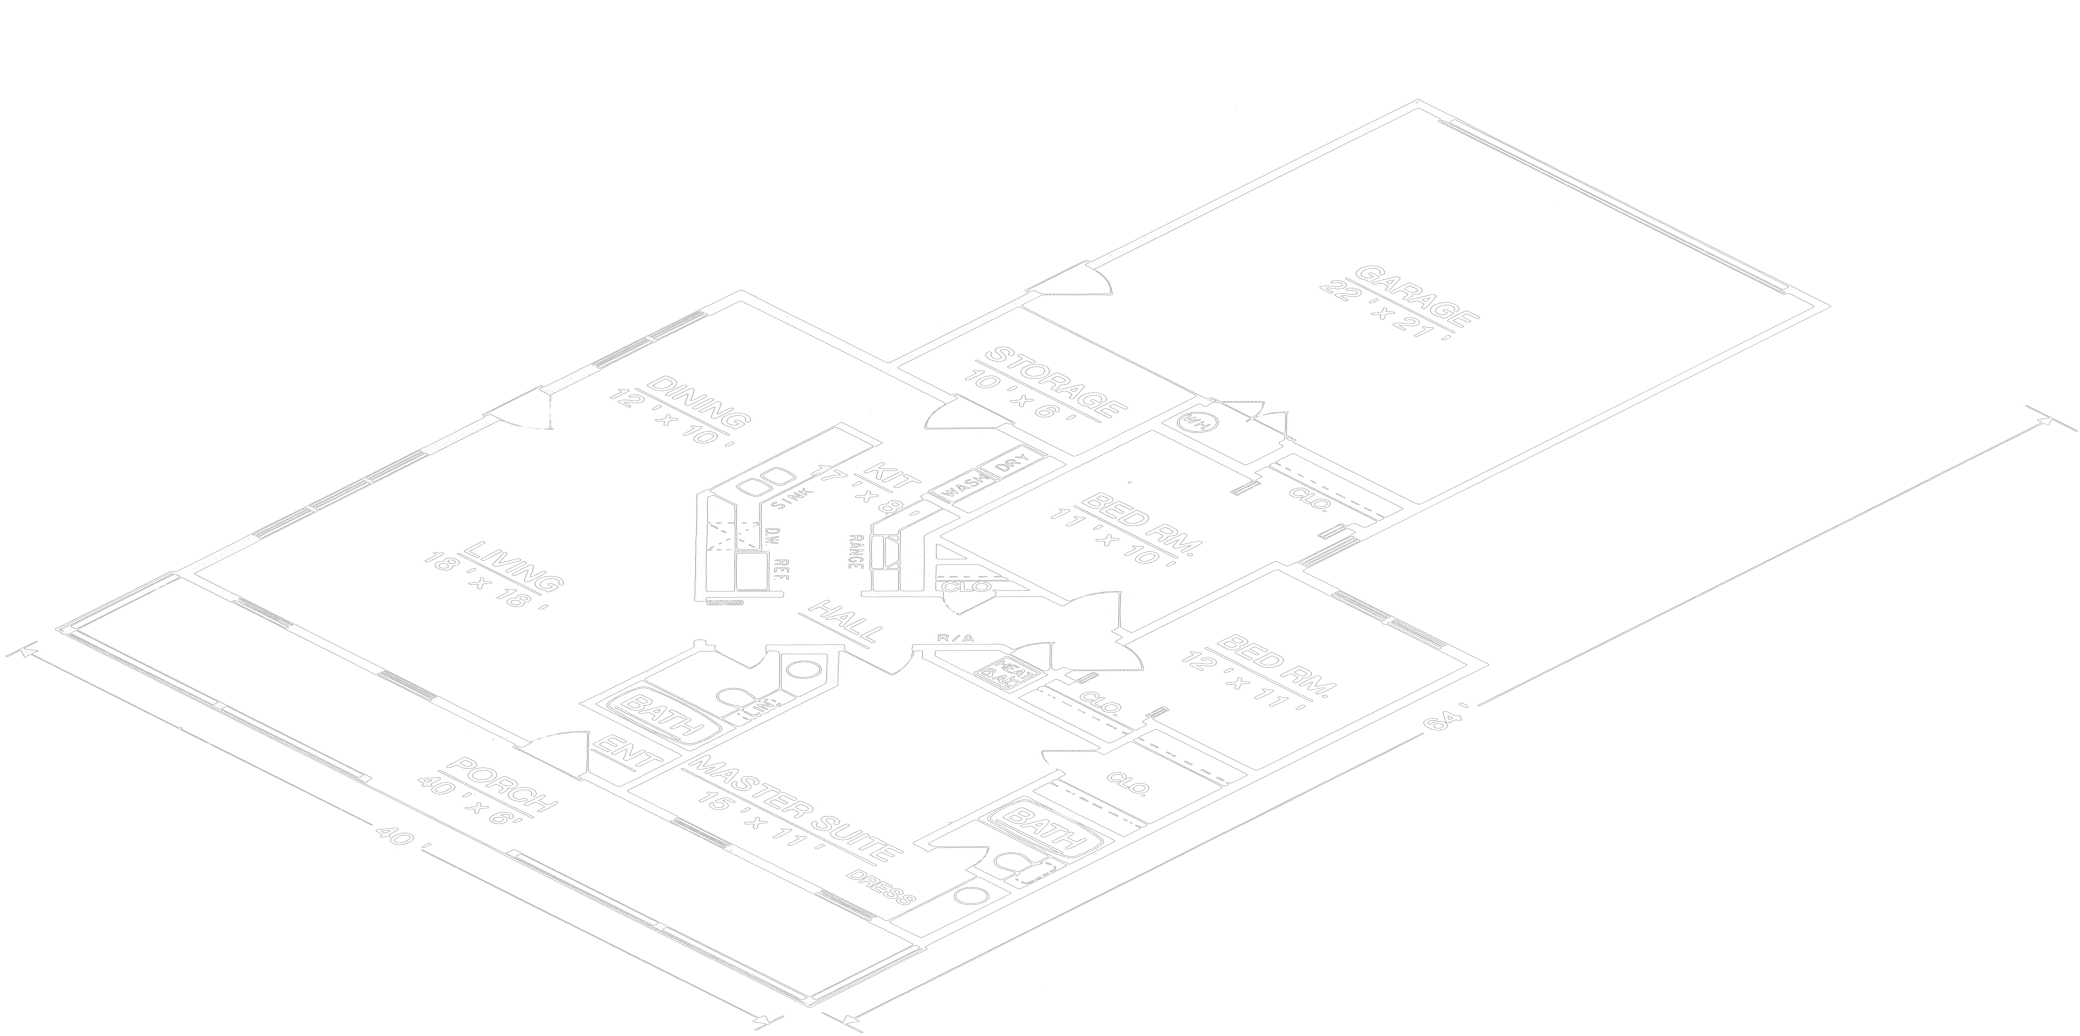 GARAGE
22 ' x 21 '
STORAGE
10 ' x 6 '
WH
DINING
12 ' x 10 '
KIT
17 ' x 8 '
WASH
DRY
SINK
D.W.
REF.
RANGE
CLO.
BED RM.
11 ' x 10 '
CLO
LIVING
18 ' x 18 '
HALL
R/A
HEAT
& A/C
BED RM.
12 ' x 11 '
CLO.
CLO.
BATH
LIN.
ENT
64 '
PORCH
40 ' x 6'
MASTER SUITE
15 ' x 11 '
BATH
DRESS
40 '